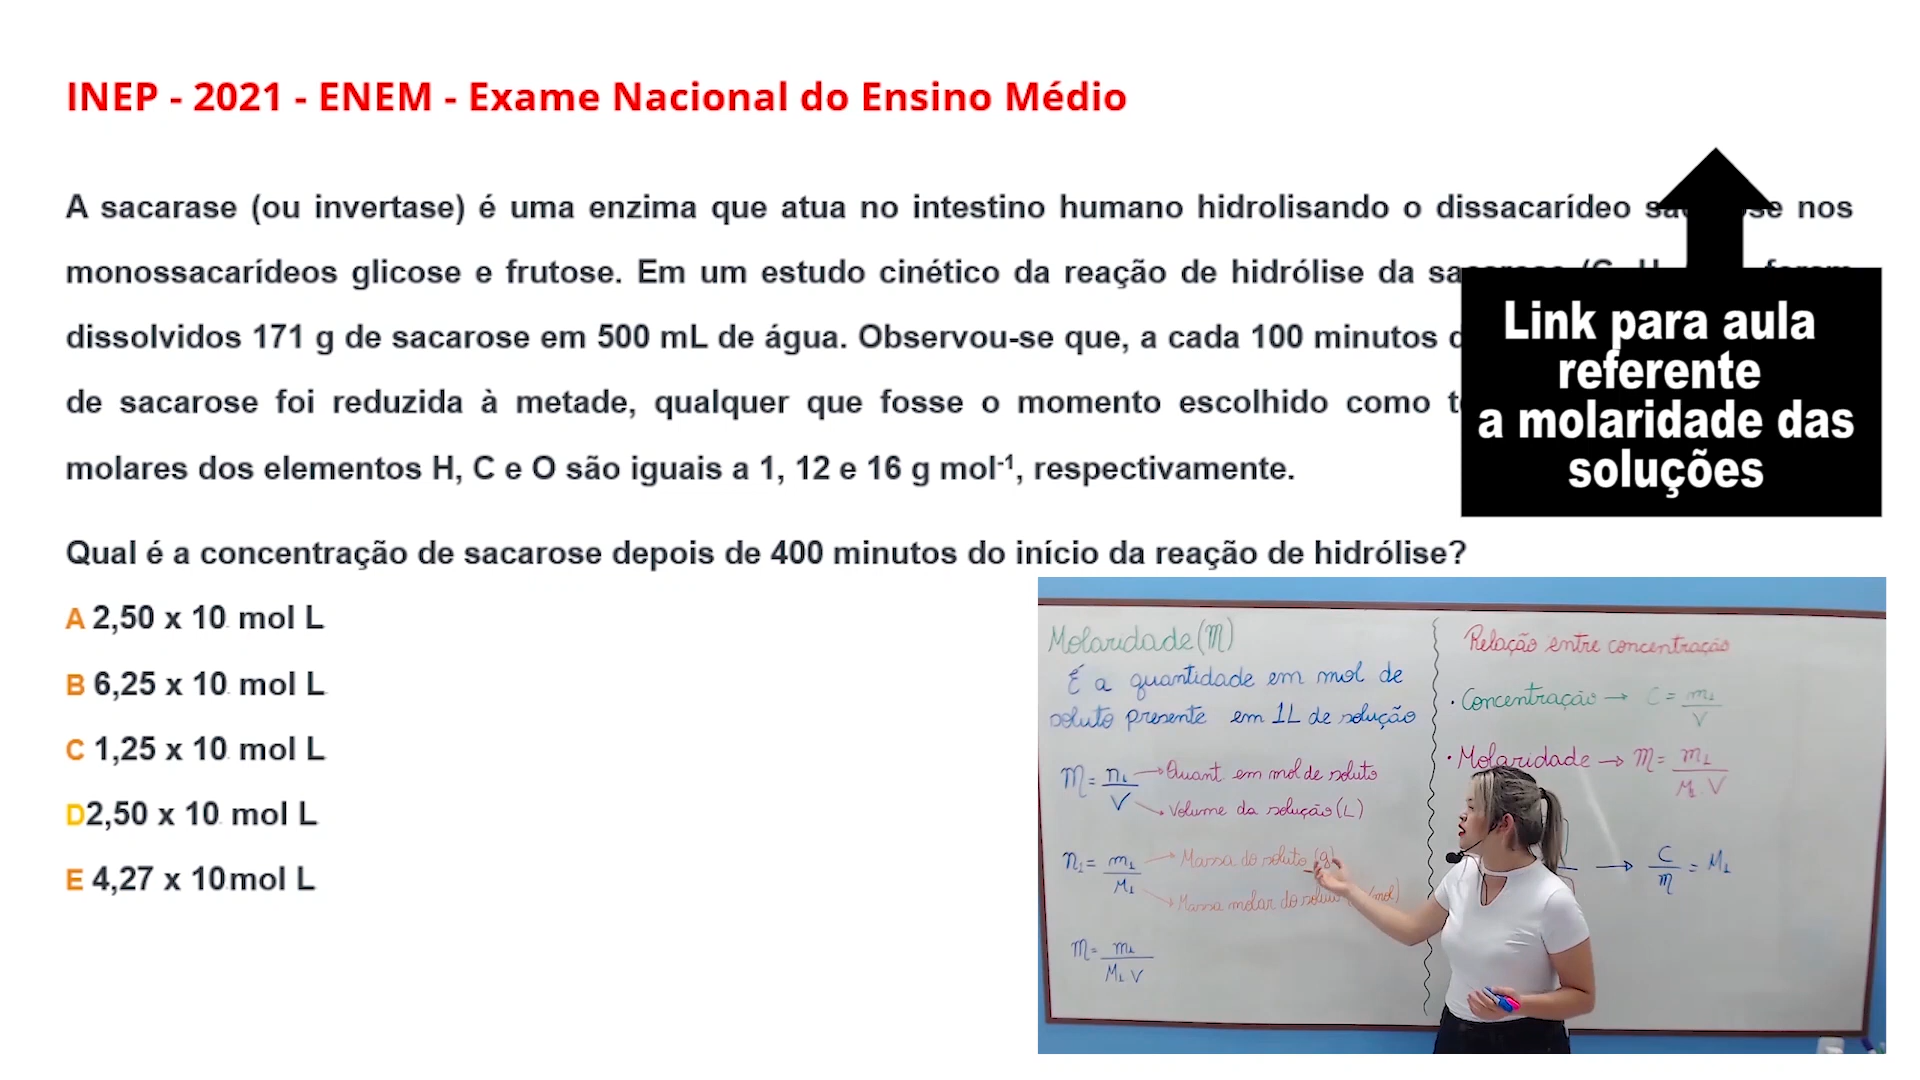 INEP - 2021 - ENEM - Exame Nacional do Ensino Médio
A sacarase (ou invertase) é uma enzima que atua no intestino humano hidrolisando o dissacarídeo nos
monossacarídeos glicose e frutose. Em um estudo cinético da reação de hidrólise da
dissolvidos 171 g de sacarose em 500 mL de água. Observou-se que, a cada 100 minutos
de sacarose foi reduzida à metade, qualquer que fosse o momento escolhido como
molares dos elementos H, C e O são iguais a 1, 12 e 16 g mol-¹, respectivamente.
Link para aula
referente
a molaridade das
soluções
Qual é a concentração de sacarose depois de 400 minutos do início da reação de hidrólise?
A 2,50 x 10 mol L
B 6,25 x 10 mol L
C 1,25 x 10 mol L
D2,50 x 10 mol L
E 4,27 x 10mol L
Molaridade (M)
É a quantidade em mol de
soluto presente em 1L de solução
M = n₁ / V
Quant em mol de soluto
Volume da solução (L)
n₁ = m₁ / M₁
Massa do soluto (g)
Massa molar do
M = m₁ / M₁ V
Relação entre concentração
• Concentração → C = m₁ / V
• Molaridade → M = m₁ / M₁ V
→ C / M = M₁